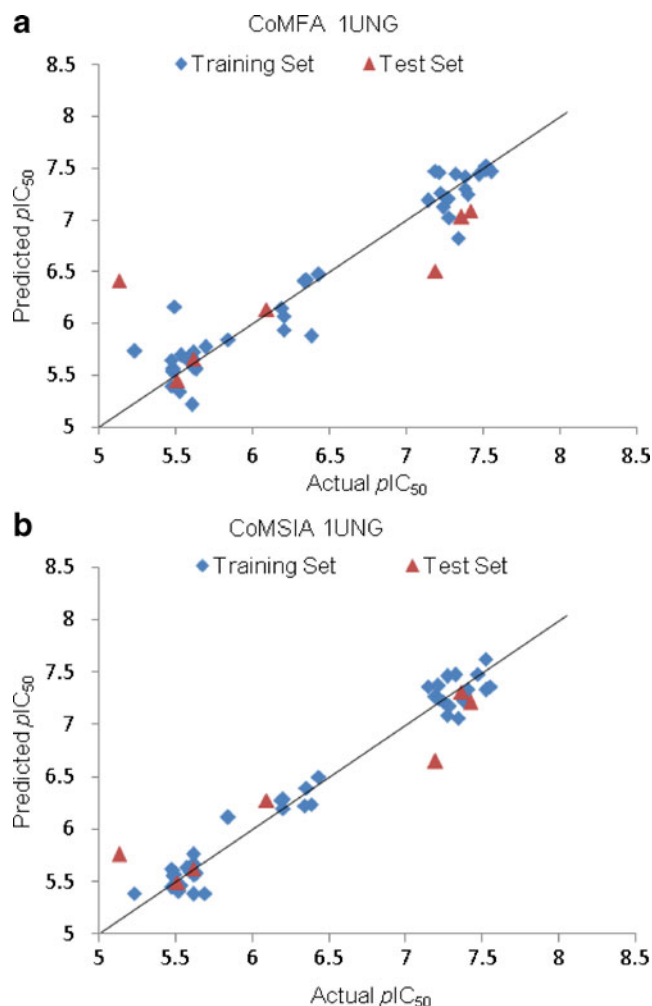 a
CoMFA 1UNG
8.5
Training Set
Test Set
8
7.5
7
6.5
6
5.5
5
Predicted pIC50
5 5.5 6 6.5 7 7.5 8 8.5
Actual pIC50
b
CoMSIA 1UNG
8.5
Training Set
Test Set
8
7.5
7
6.5
6
5.5
5
Predicted pIC50
5 5.5 6 6.5 7 7.5 8 8.5
Actual pIC50